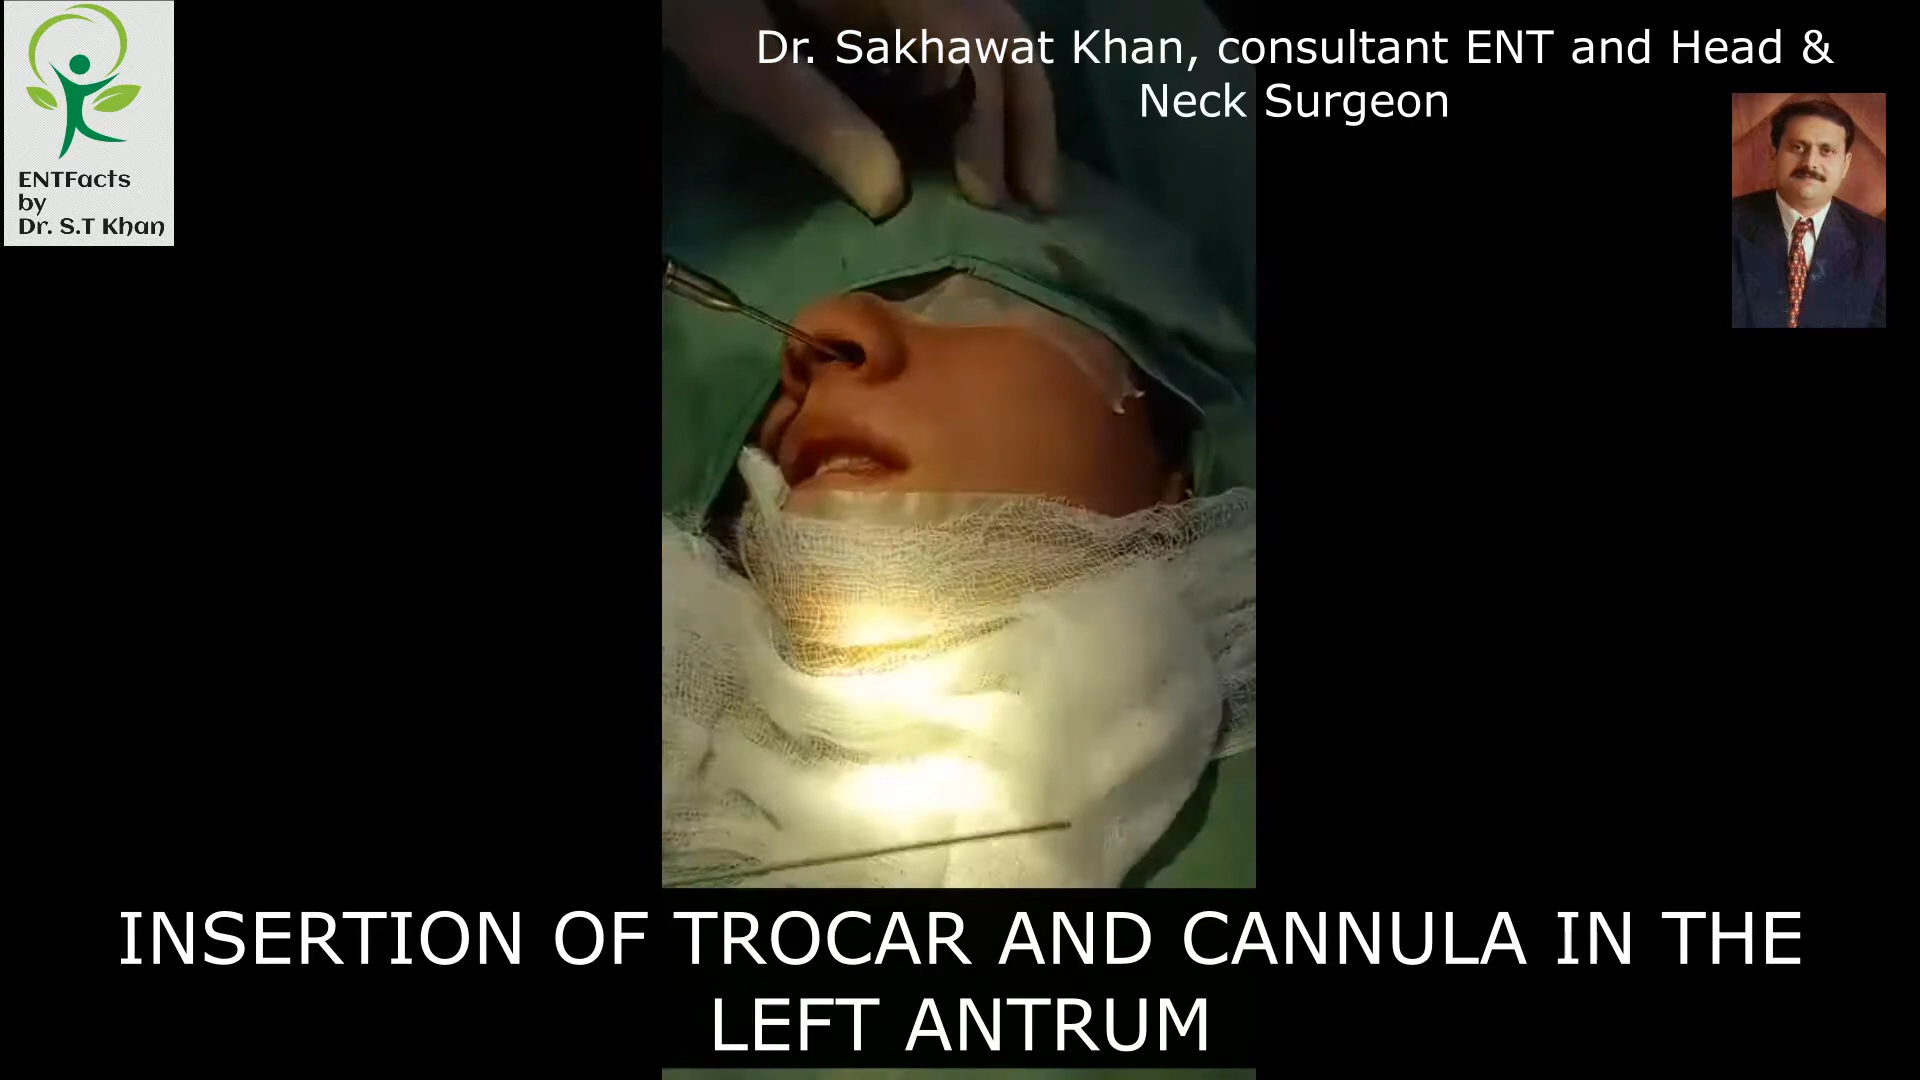 ENTFacts
by
Dr. S.T Khan
Dr. Sakhawat Khan, consultant ENT and Head &
Neck Surgeon
INSERTION OF TROCAR AND CANNULA IN THE
LEFT ANTRUM